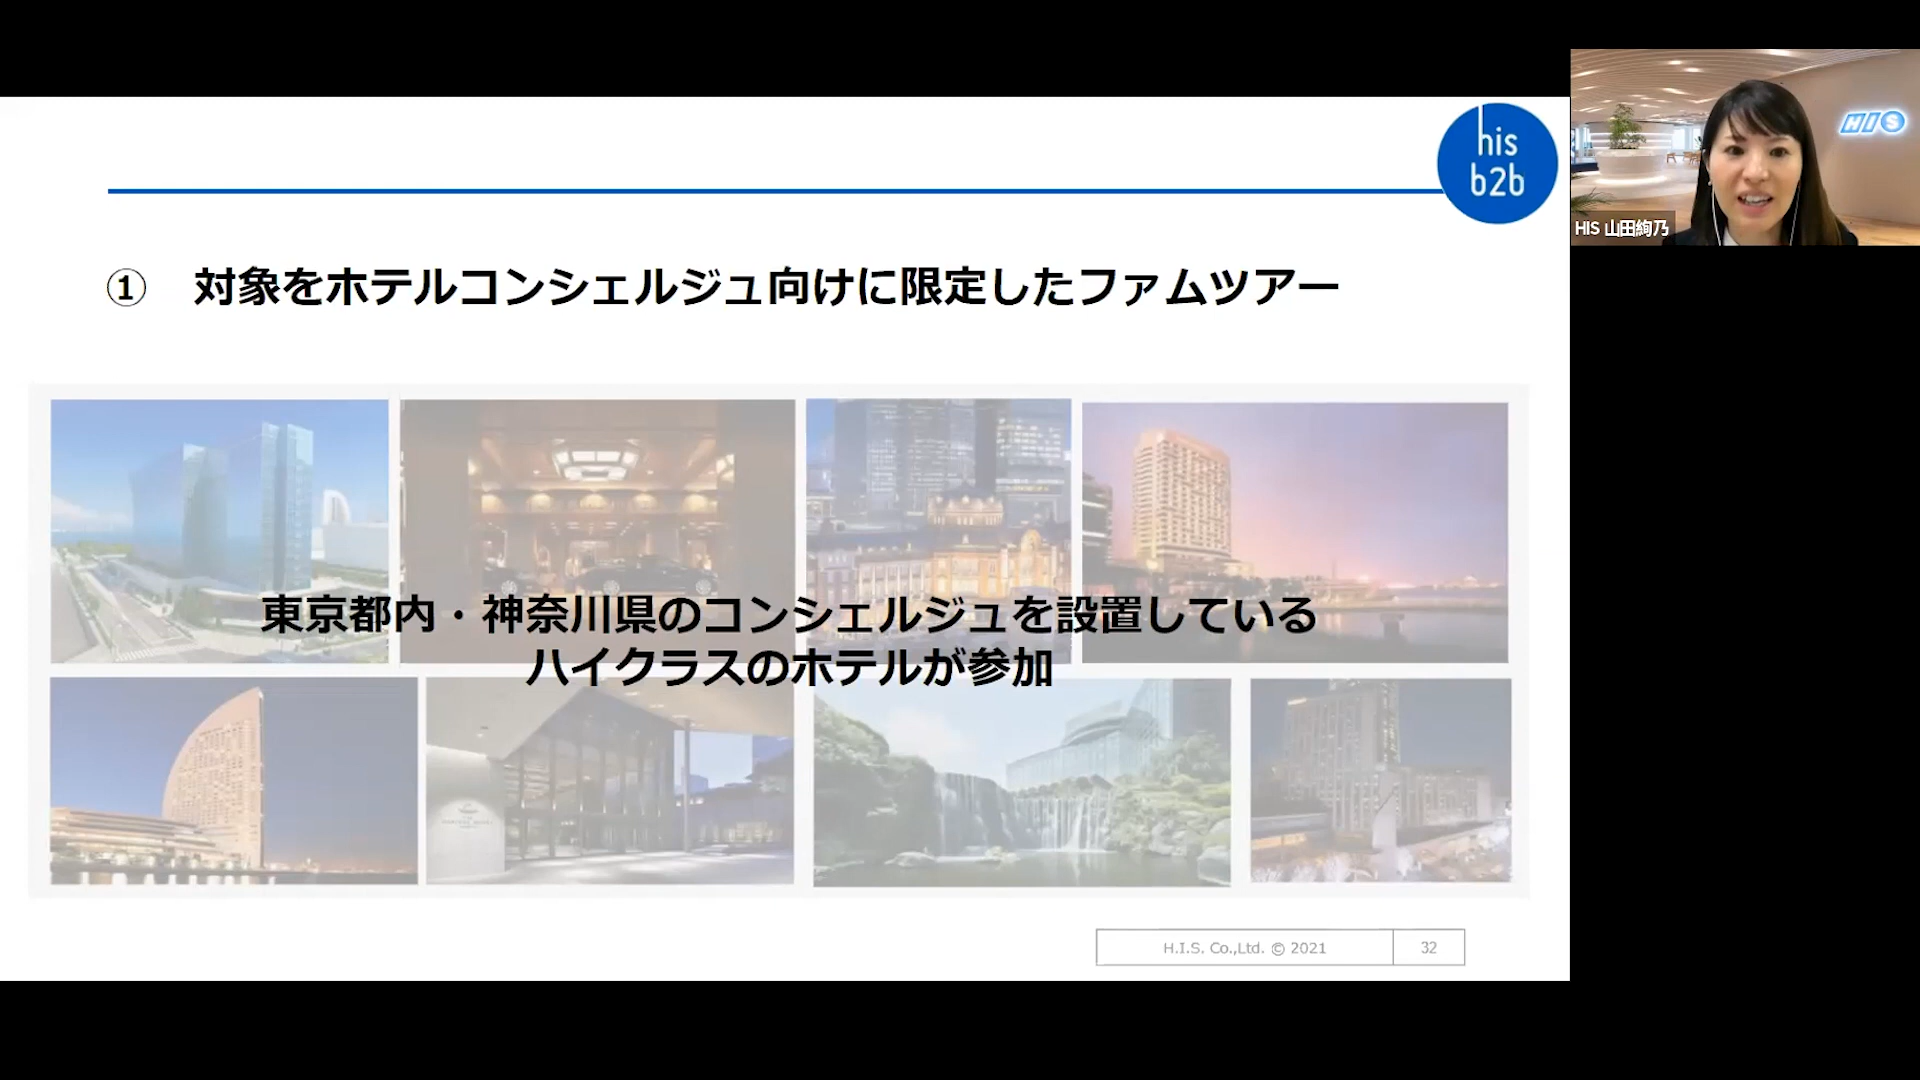 his
b2b
HIS
HIS 山田絢乃
① 対象をホテルコンシェルジュ向けに限定したファムツアー
東京都内・神奈川県のコンシェルジュを設置している
ハイクラスのホテルが参加
H.I.S. Co.,Ltd. © 2021
32